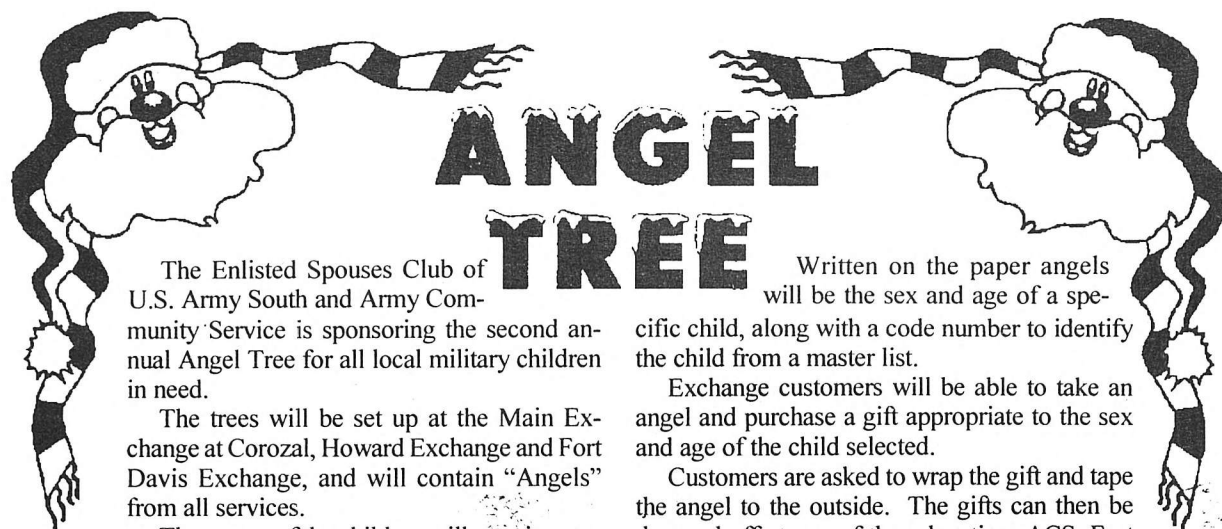 ANGEL
TREE
The Enlisted Spouses Club of
U.S. Army South and Army Com-
munity Service is sponsoring the second an-
nual Angel Tree for all local military children
in need.
The trees will be set up at the Main Ex-
change at Corozal, Howard Exchange and Fort
Davis Exchange, and will contain “Angels”
from all services.
Written on the paper angels
will be the sex and age of a spe-
cific child, along with a code number to identify
the child from a master list.
Exchange customers will be able to take an
angel and purchase a gift appropriate to the sex
and age of the child selected.
Customers are asked to wrap the gift and tape
the angel to the outside. The gifts can then be